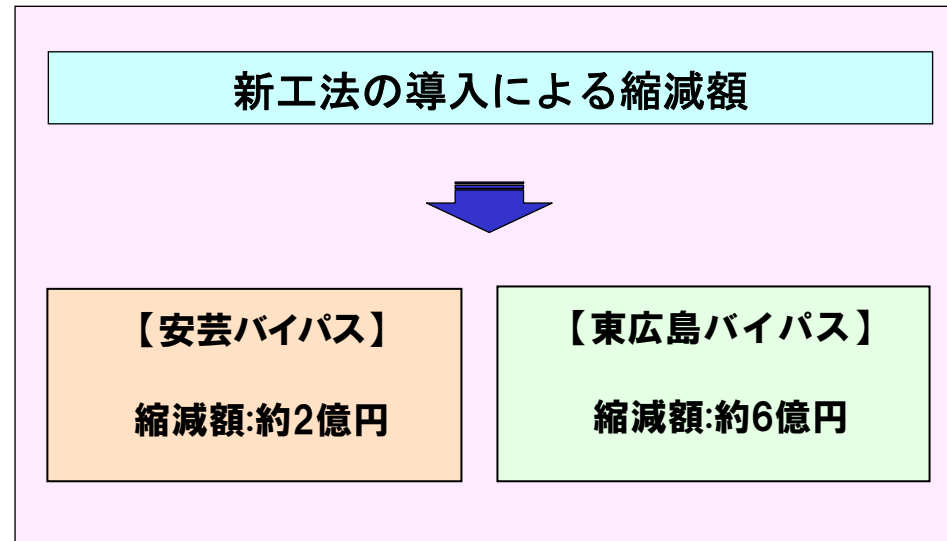 新工法の導入による縮減額
【安芸バイパス】
縮減額:約2億円
【東広島バイパス】
縮減額:約6億円